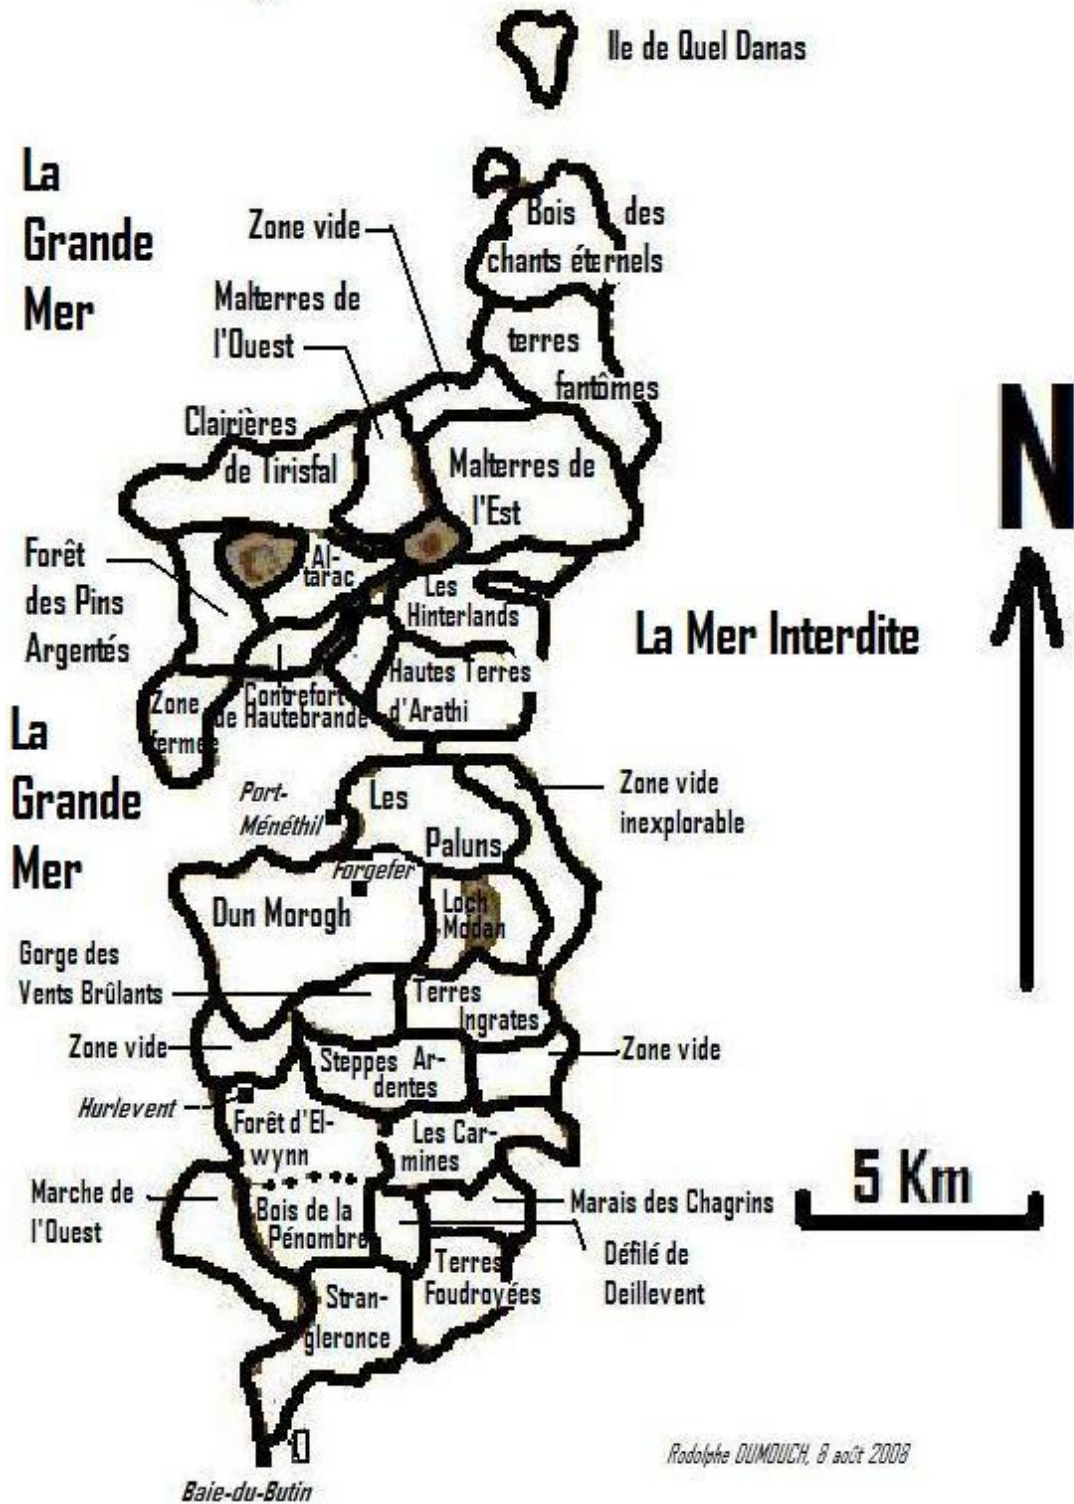 Ile de Quel Danas
La
Grande
Mer
Bois des
chants éternels
Zone vide
Malterres de
l'Ouest
terres
fantômes
Clairières
de Tirisfal
Malterres de
l'Est
N
Forêt
des Pins
Argentés
Al-
tarac
Les
Hinterlands
La Mer Interdite
Hautes Terres
d'Arathi
Zone
fermée
Contrefort
de Hautebrande
La
Grande
Mer
Port-
Ménéthil
Les
Paluns
Zone vide
inexplorable
Forgefer
Dun Morogh
Loch
Modan
Gorge des
Vents Brûlants
Terres
Ingrates
Zone vide
Steppes Ar-
dentes
Zone vide
Hurlevent
Forêt d'El-
wynn
Les Car-
mines
5 Km
Marche de
l'Ouest
Bois de la
Pénombre
Marais des Chagrins
Défilé de
Deillevent
Terres
Foudroyées
Stran-
gleronce
Rodolphe DUMOUCH, 8 août 2008
Baie-du-Butin